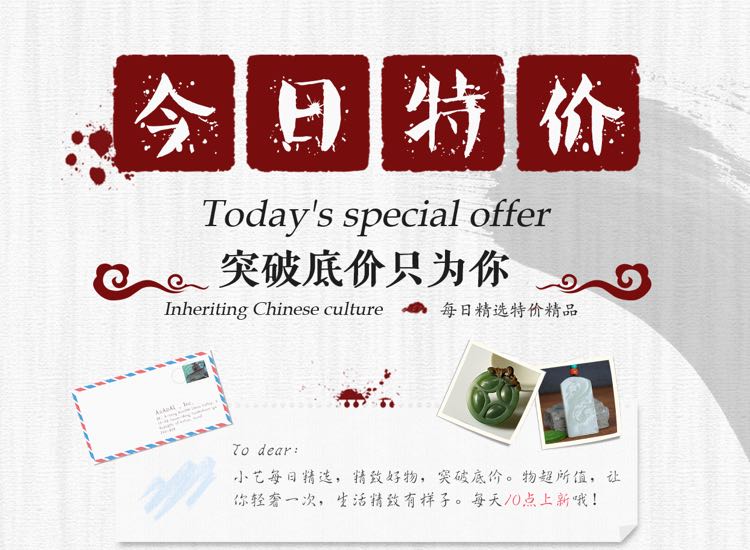 今日特价
Today's special offer
突破底价只为你
Inheriting Chinese culture 每日精选特价精品
To dear:
小艺每日精选，精致好物，突破底价。物超所值，让
你轻奢一次，生活精致有样子。每天10点上新哦！